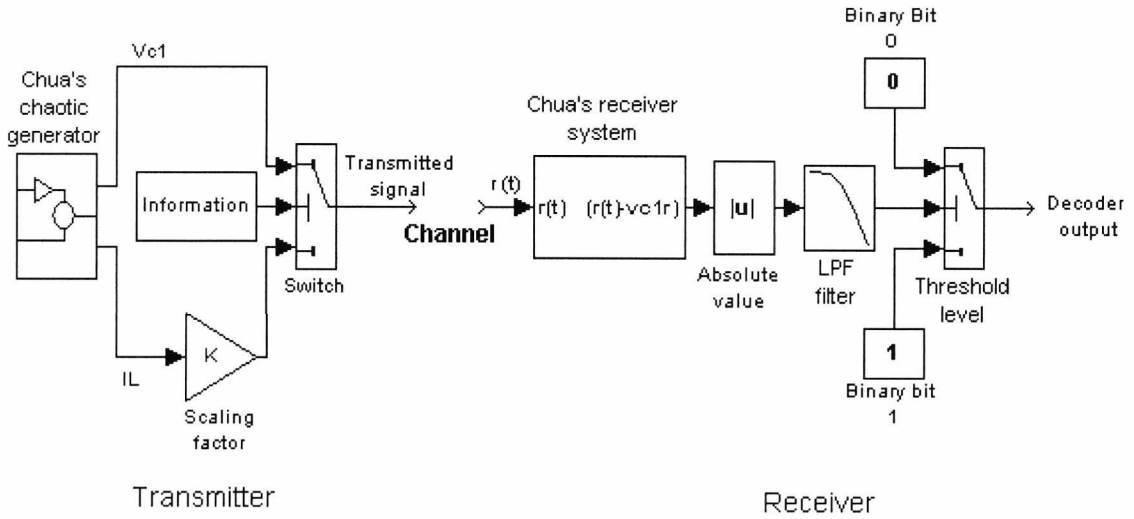 Vc1
Chua's
chaotic
generator
Information
Switch
Transmitted
signal
Channel
IL
K
Scaling
factor
Transmitter
r(t)
Chua's receiver
system
r(t) (r(t)-vc1r)
|u|
Absolute
value
LPF
filter
Binary Bit
0
0
Threshold
level
1
Binary bit
1
Decoder
output
Receiver